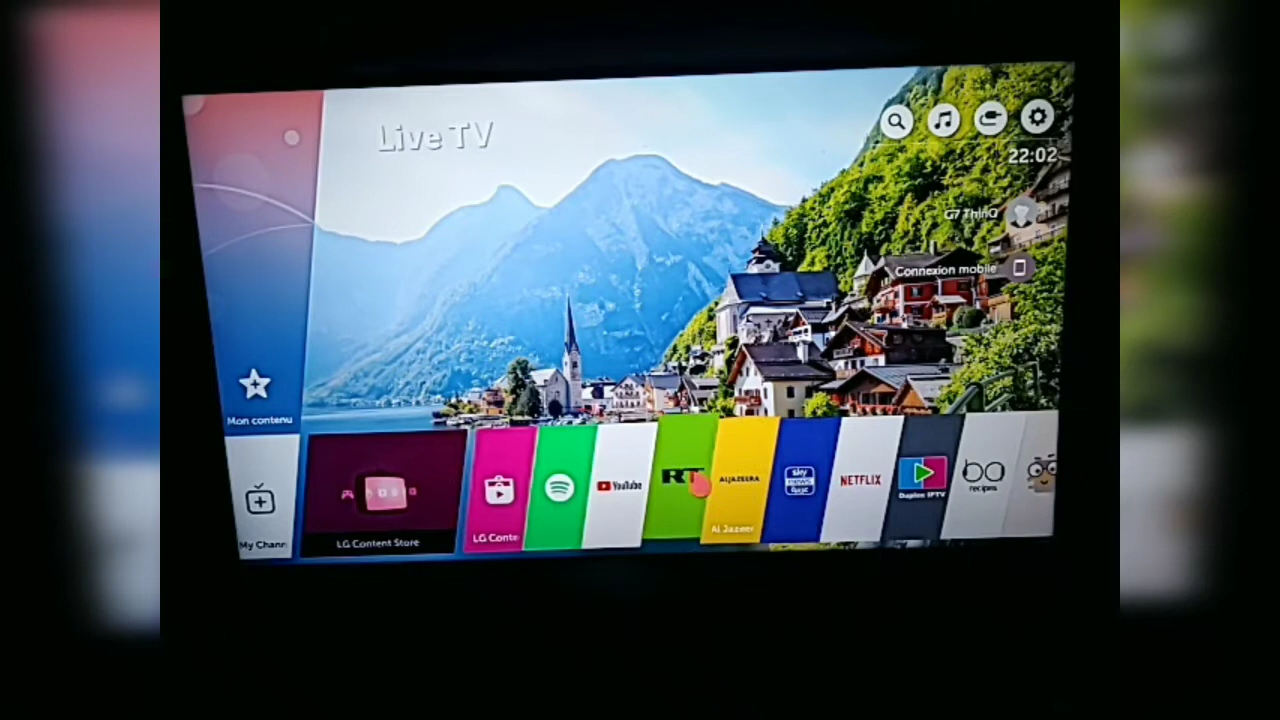 Live TV
22:02
G7 ThinQ
Connexion mobile
Mon contenu
My Chann
LG Content Store
LG Conte
YouTube
RT
ALJAZEERA
Al Jazeer
sky
news
NETFLIX
Duplex IPTV
ba
recipes